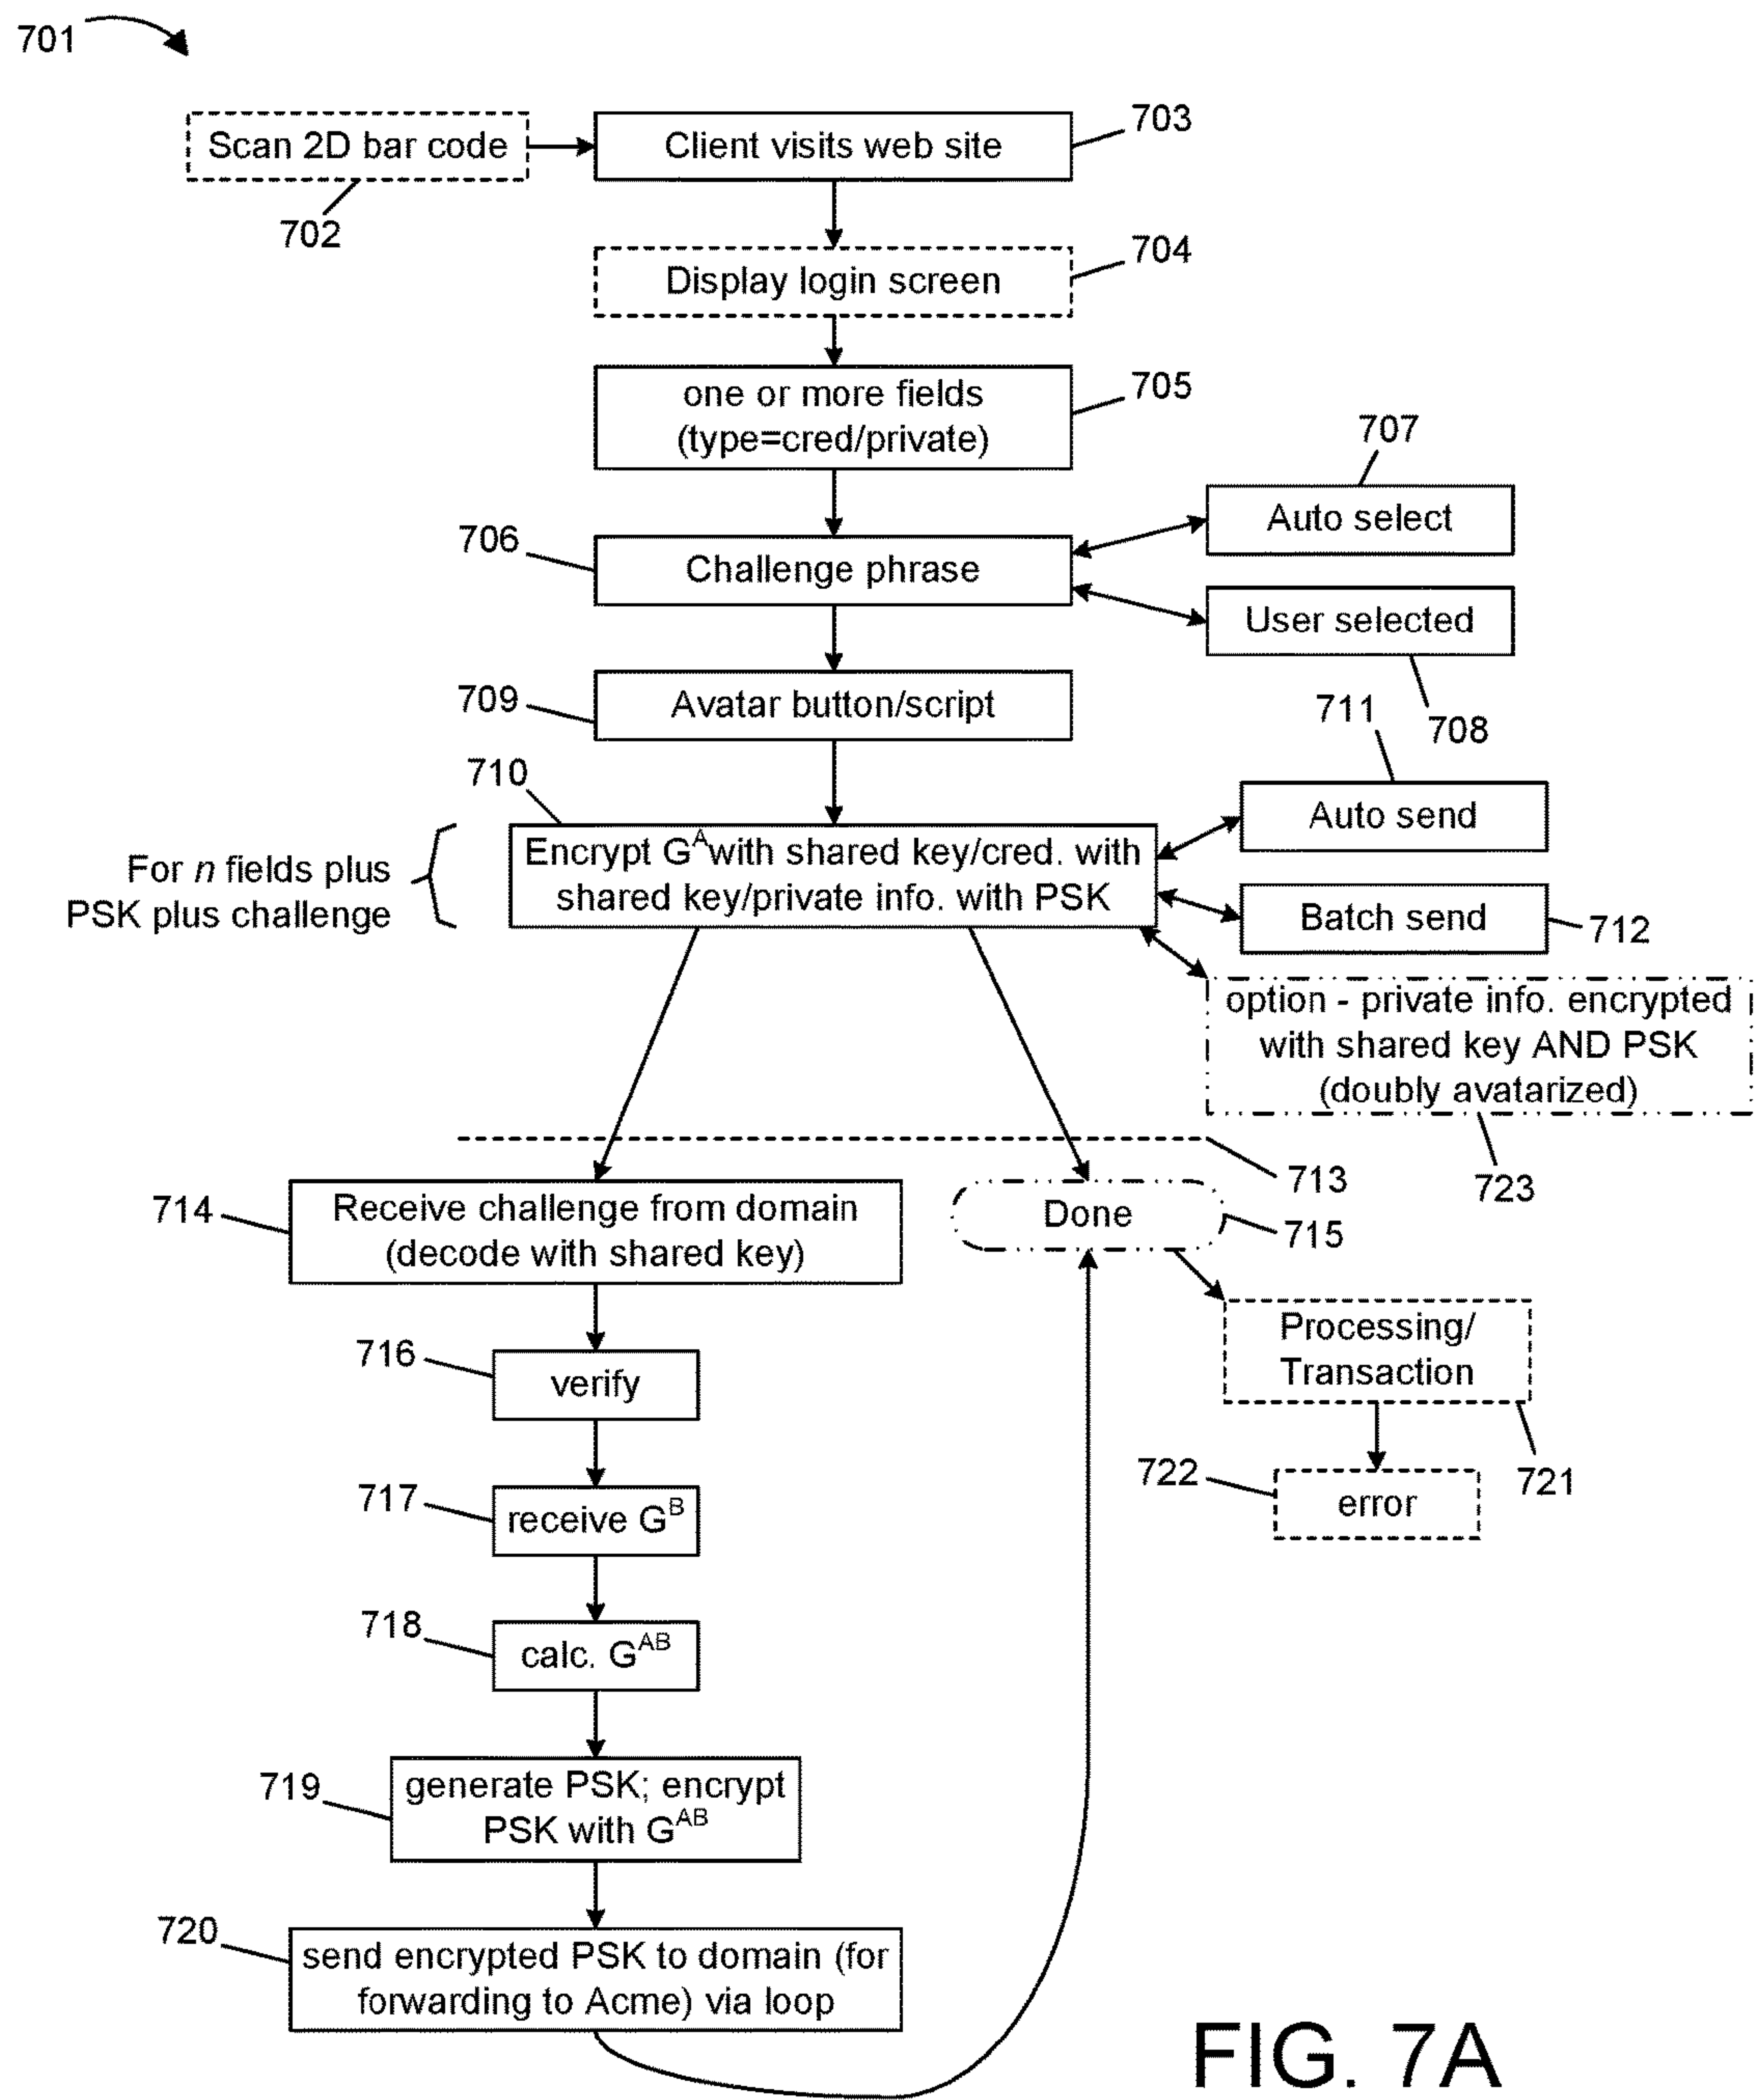 701
Scan 2D bar code
702
Client visits web site
703
Display login screen
704
one or more fields
(type=cred/private)
705
707
Auto select
706
Challenge phrase
User selected
708
709
Avatar button/script
711
Auto send
710
For n fields plus
PSK plus challenge
Encrypt G^A with shared key/cred. with
shared key/private info. with PSK
Batch send
712
option - private info. encrypted
with shared key AND PSK
(doubly avatarized)
723
713
714
Receive challenge from domain
(decode with shared key)
Done
715
716
verify
Processing/
Transaction
721
717
receive G^B
722
error
718
calc. G^AB
719
generate PSK; encrypt
PSK with G^AB
720
send encrypted PSK to domain (for
forwarding to Acme) via loop
FIG. 7A